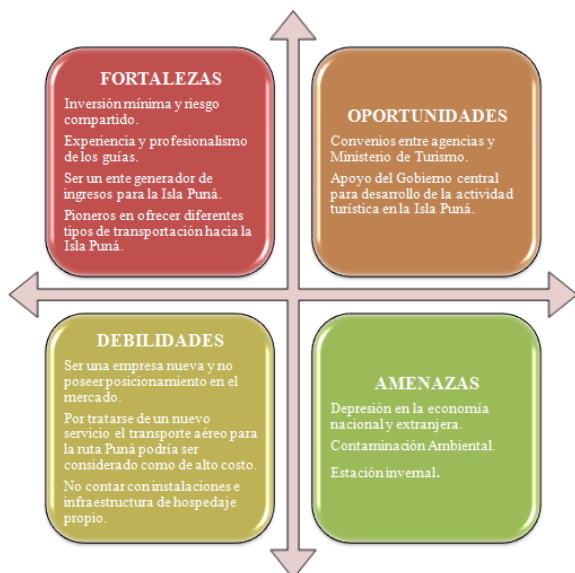 FORTALEZAS
Inversión mínima y riesgo
compartido.
Experiencia y profesionalismo
de los guías.
Ser un ente generador de
ingresos para la Isla Puná.
Pioneros en ofrecer diferentes
tipos de transportación hacia la
Isla Puná.
OPORTUNIDADES
Convenios entre agencias y
Ministerio de Turismo.
Apoyo del Gobierno central
para desarrollo de la actividad
turística en la Isla Puná.
DEBILIDADES
Ser una empresa nueva y no
poseer posicionamiento en el
mercado.
Por tratarse de un nuevo
servicio el transporte aéreo para
la ruta Puná podría ser
considerado como de alto costo.
No contar con instalaciones e
infraestructura de hospedaje
propio.
AMENAZAS
Depresión en la economía
nacional y extranjera.
Contaminación Ambiental.
Estación invernal.